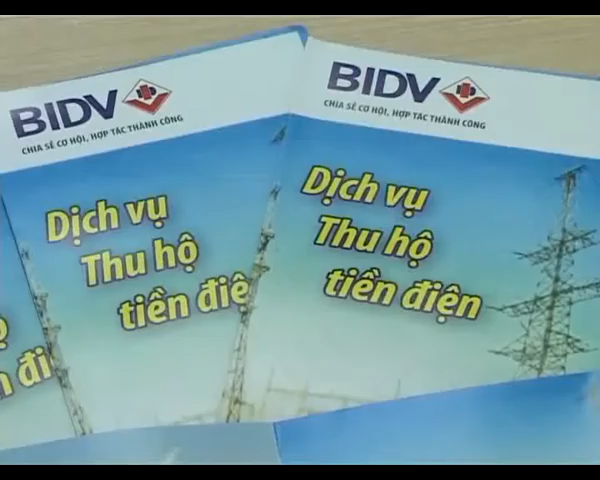 BIDV
CHIA SẺ CƠ HỘI, HỢP TÁC THÀNH CÔNG
Dịch vụ
Thu hộ
tiền điệ
BIDV
CHIA SẺ CƠ HỘI, HỢP TÁC THÀNH CÔNG
Dịch vụ
Thu hộ
tiền điện